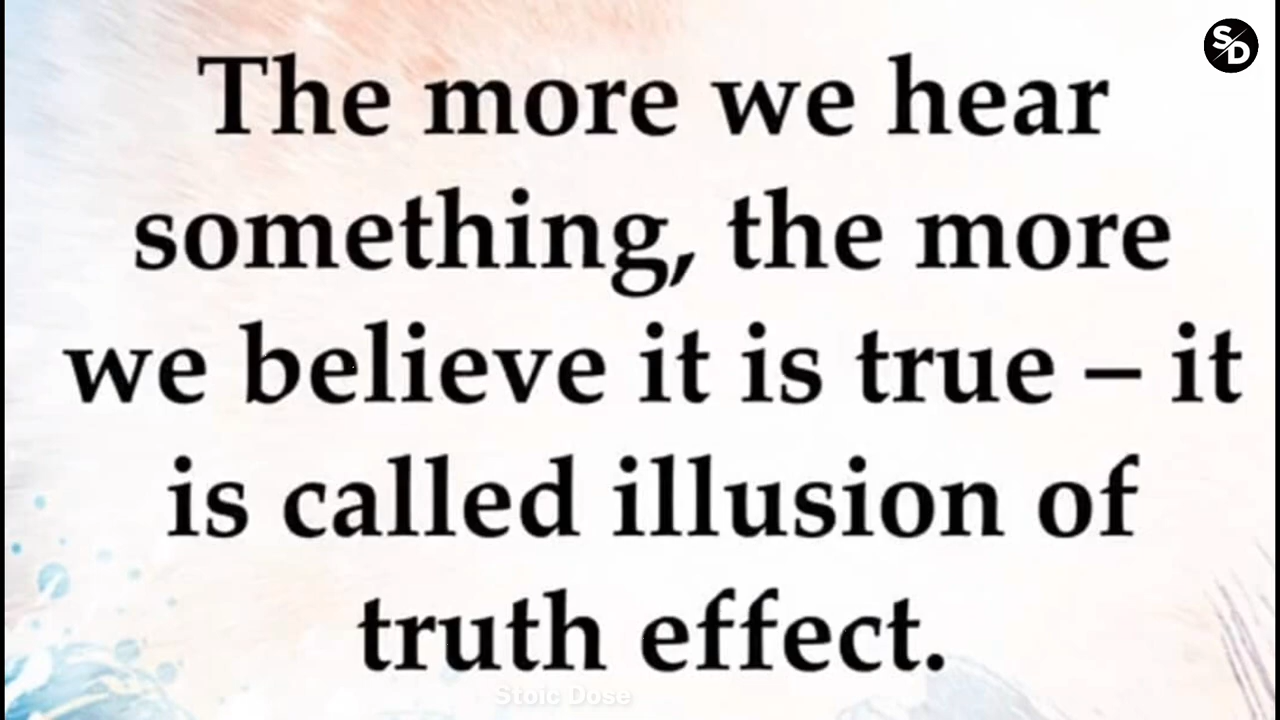 S/D
The more we hear
something, the more
we believe it is true – it
is called illusion of
truth effect.
Stoic Dose